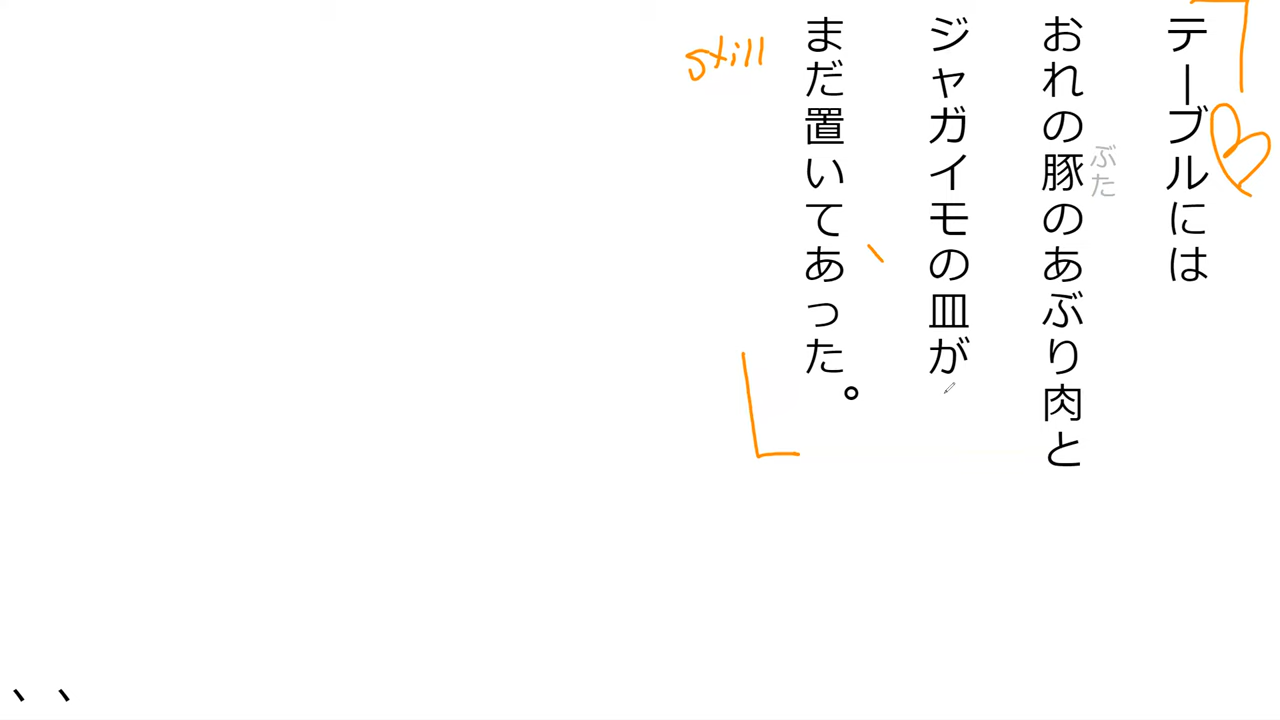 テーブルには
おれの豚のあぶり肉と
ぶた
ジャガイモの皿が
まだ置いてあった。
still
、、